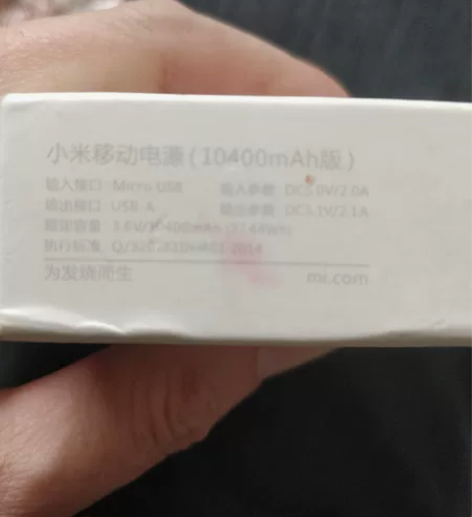 小米移动电源(10400mAh版)
输入接口 Micro USB 输入参数 DC5.0V/2.0A
输出接口 USB-A 输出参数 DC5.1V/2.1A
额定容量 3.6V/10400mAh
执行标准 2014
为发烧而生 mi.com